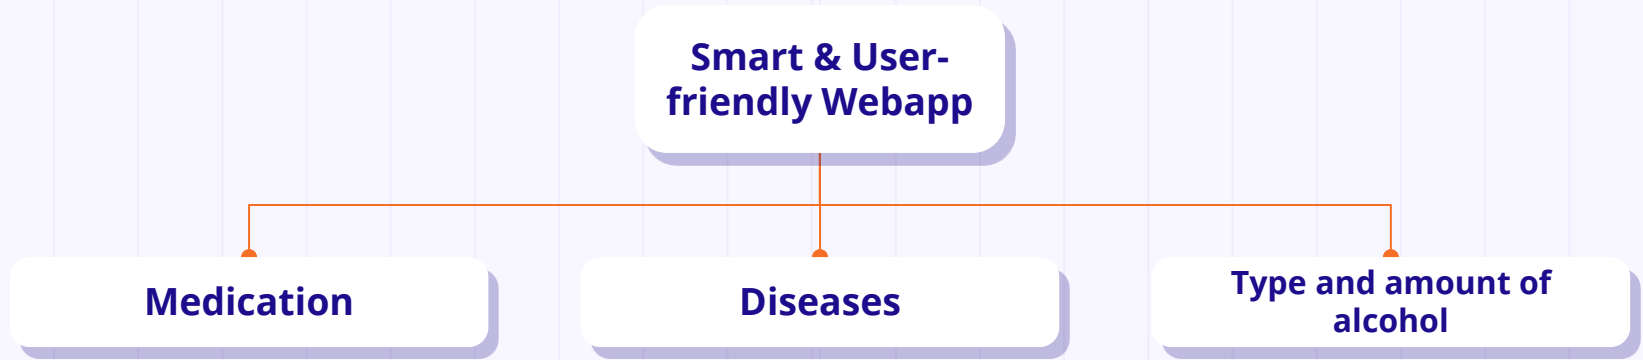 Smart & User-
friendly Webapp
Medication
Diseases
Type and amount of
alcohol